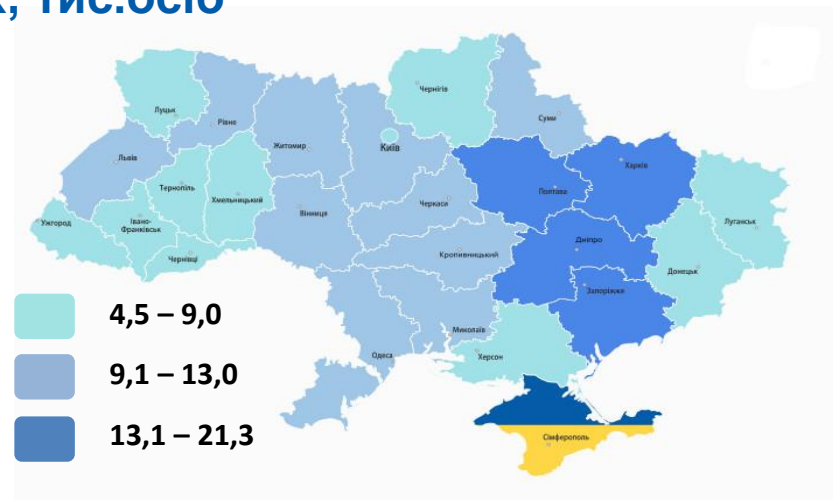 , тис.осіб
Чернігів
Луцьк
Рівне
Суми
Житомир
Київ
Львів
Харків
Полтава
Тернопіль
Хмельницький
Черкаси
Вінниця
Ужгород
Івано-
Франківськ
Луганськ
Чернівці
Кропивницький
Дніпро
Донецьк
Запоріжжя
Миколаїв
Одеса
Херсон
Сімферополь
4,5 – 9,0
9,1 – 13,0
13,1 – 21,3